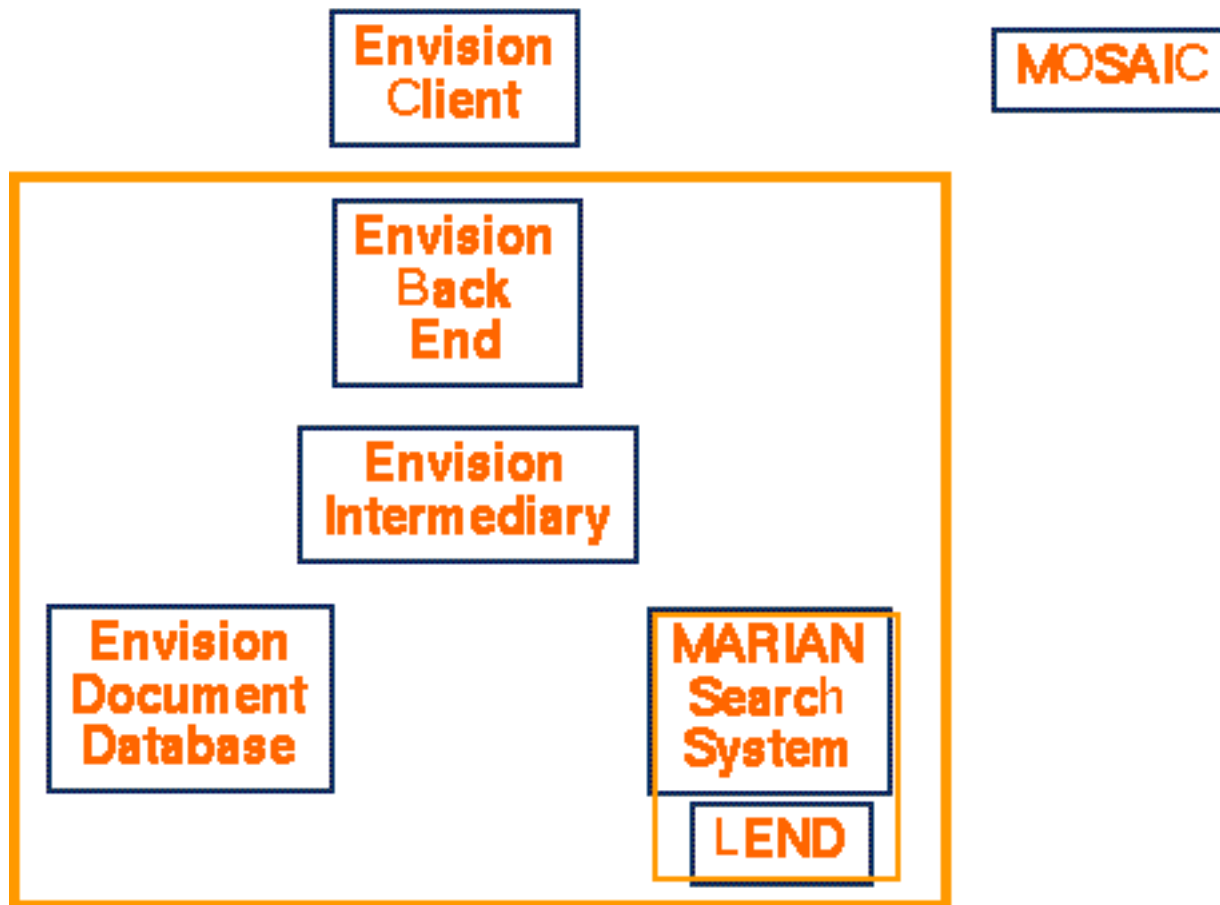 Envision
Client
MOSAIC
Envision
Back
End
Envision
Intermediary
Envision
Document
Database
MARIAN
Search
System
LEND